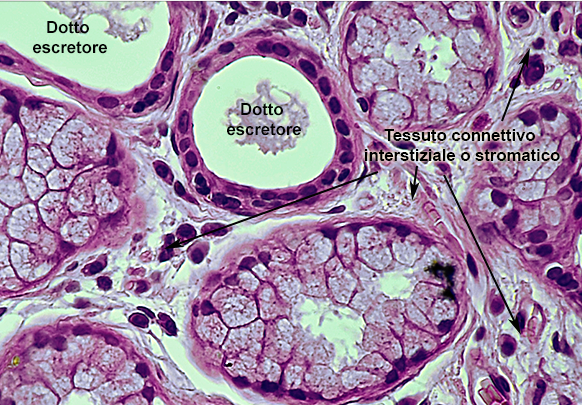 Dotto
escretore
Dotto
escretore
Tessuto connettivo
interstiziale o stromatico